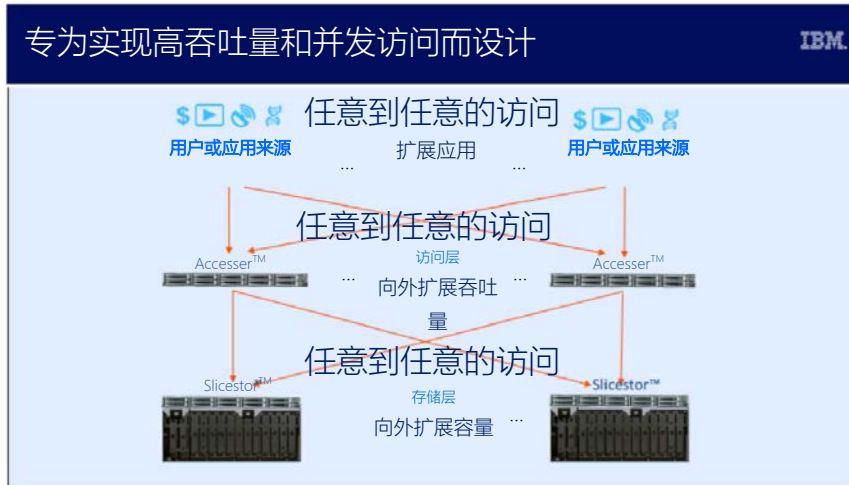 专为实现高吞吐量和并发访问而设计
IBM.
$
任意到任意的访问
$
用户或应用来源
扩展应用
用户或应用来源
...
...
任意到任意的访问
访问层
Accesser™
Accesser™
...
向外扩展吞吐
...
量
任意到任意的访问
Slicestor™
存储层
Slicestor™
向外扩展容量
...